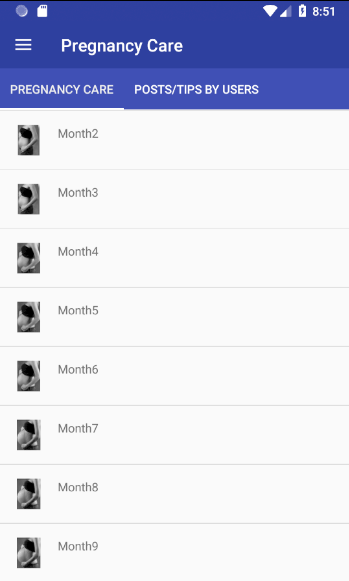 8:51
Pregnancy Care
PREGNANCY CARE POSTS/TIPS BY USERS
Month2
Month3
Month4
Month5
Month6
Month7
Month8
Month9